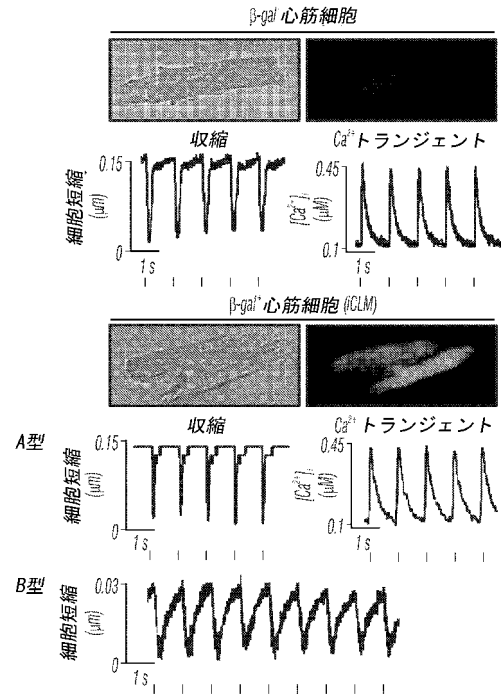 β-gal⁻ 心筋細胞
収縮 Ca²⁺トランジェント
0.15
細胞短縮
(μm)
0
1 s
0.45
[Ca²⁺]ᵢ
(μM)
0.1
1 s
β-gal⁺ 心筋細胞 (iCLM)
収縮 Ca²⁺トランジェント
A型
0.15
細胞短縮
(μm)
0
1 s
0.45
[Ca²⁺]ᵢ
(μM)
0.1
1 s
B型
0.03
細胞短縮
(μm)
0
1 s